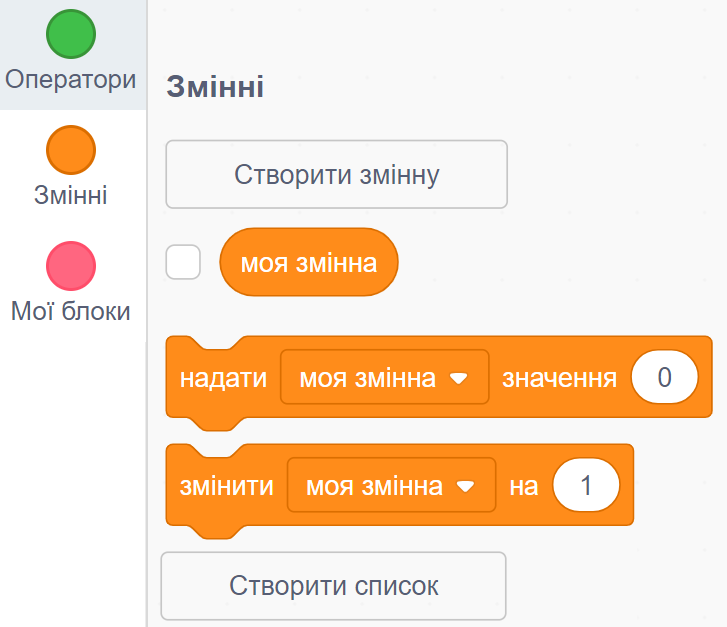 Оператори
Змінні
Мої блоки
Змінні
Створити змінну
моя змінна
надати моя змінна значення 0
змінити моя змінна на 1
Створити список